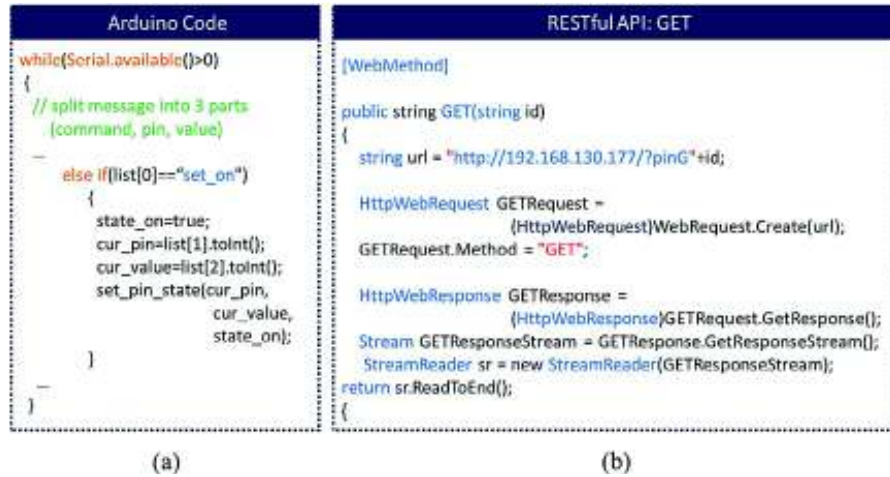 Arduino Code
while(Serial.available()>0)
{
// split message into 3 parts
(command, pin, value)
...
else if(list[0]=="set_on")
{
state_on=true;
cur_pin=list[1].toInt();
cur_value=list[2].toInt();
set_pin_state(cur_pin,
cur_value,
state_on);
}
...
}
(a)
RESTful API: GET
[WebMethod]
public string GET(string id)
{
string url = "http://192.168.130.177/?pinG"+id;
HttpWebRequest GETRequest =
(HttpWebRequest)WebRequest.Create(url);
GETRequest.Method = "GET";
HttpWebResponse GETResponse =
(HttpWebResponse)GETRequest.GetResponse();
Stream GETResponseStream = GETResponse.GetResponseStream();
StreamReader sr = new StreamReader(GETResponseStream);
return sr.ReadToEnd();
{
(b)